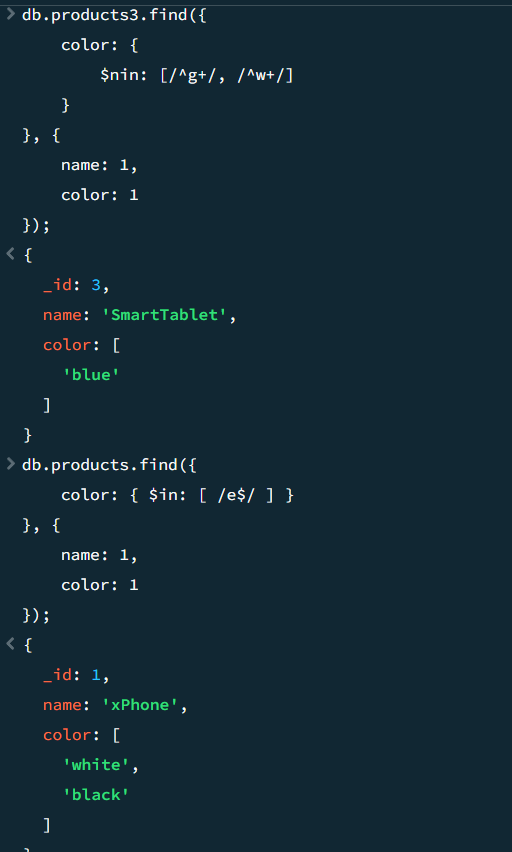 > db.products3.find({
color: {
$nin: [/^g+/, /^w+/]
}
}, {
name: 1,
color: 1
});
< {
_id: 3,
name: 'SmartTablet',
color: [
'blue'
]
}
> db.products.find({
color: { $in: [ /e$/ ] }
}, {
name: 1,
color: 1
});
< {
_id: 1,
name: 'xPhone',
color: [
'white',
'black'
]
}